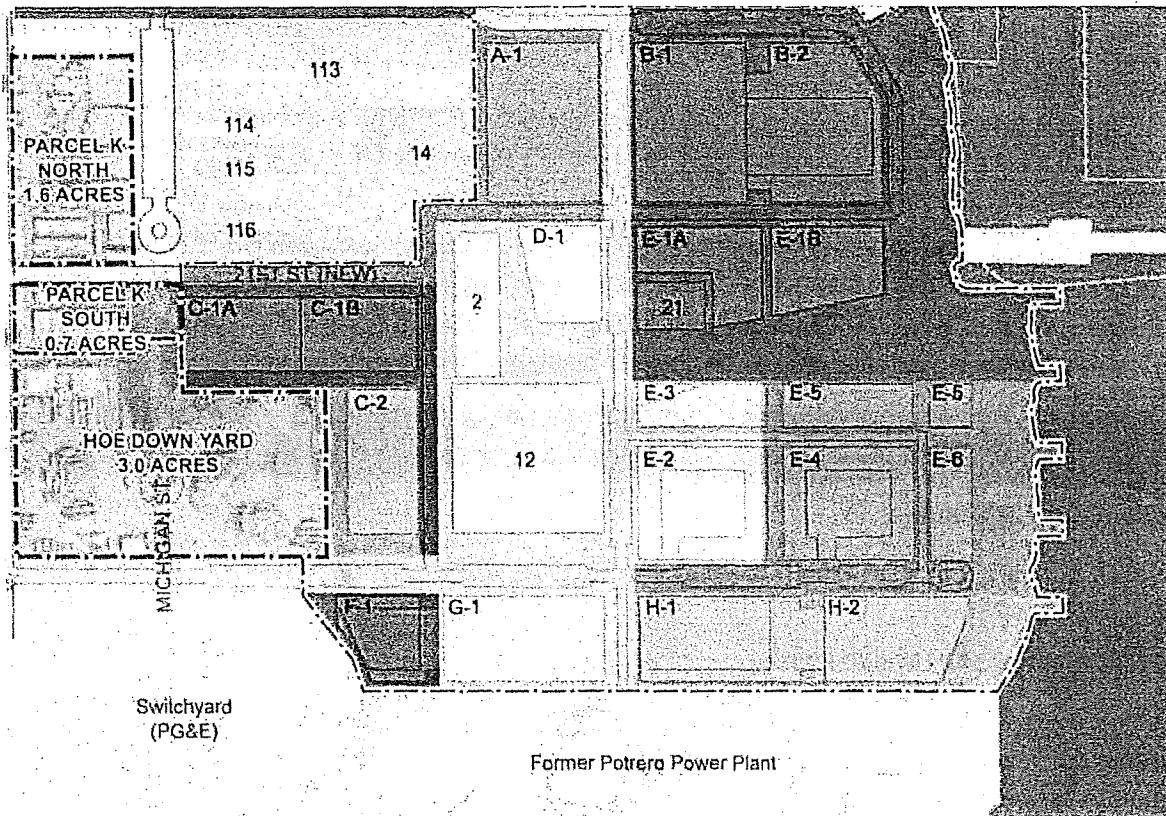 A-1
B-1
B-2
113
114
115
14
116
PARCEL K
NORTH
1.6 ACRES
D-1
E-1A
E-1B
21ST ST (NEW)
PARCEL K
SOUTH
0.7 ACRES
C-1A
C-1B
2
21
C-2
E-3
E-5
HOE DOWN YARD
3.0 ACRES
12
E-2
E-4
E-6
MICHIGAN ST
F-1
G-1
H-1
H-2
Switchyard
(PG&E)
Former Potrero Power Plant